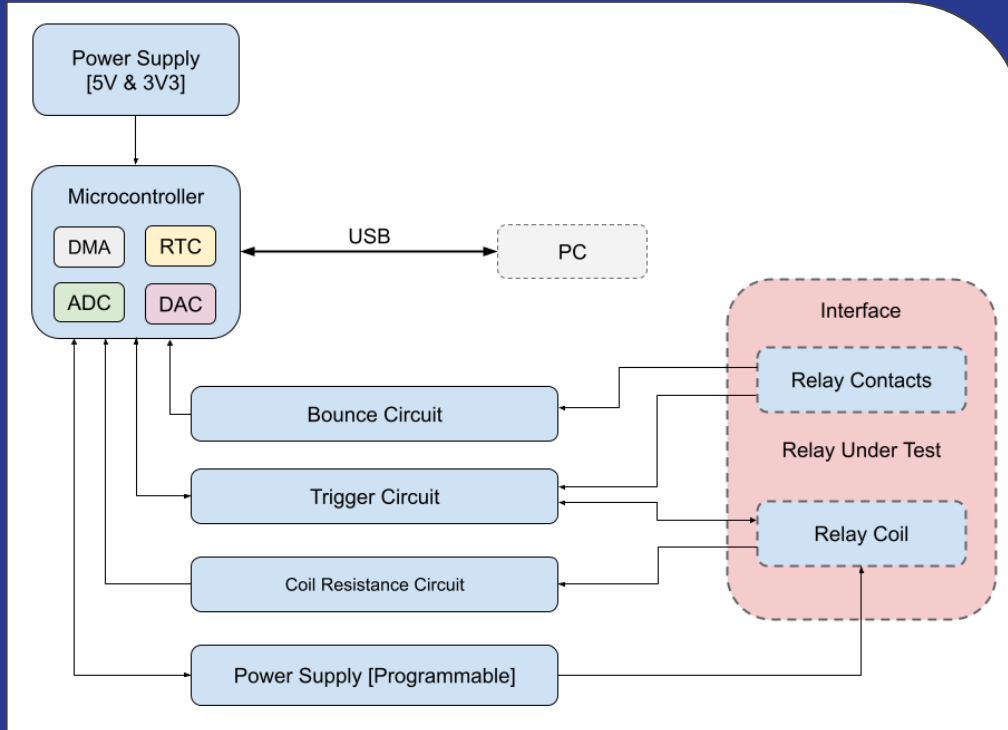 Power Supply
[5V & 3V3]
Microcontroller
DMA
RTC
ADC
DAC
USB
PC
Interface
Relay Contacts
Relay Under Test
Relay Coil
Bounce Circuit
Trigger Circuit
Coil Resistance Circuit
Power Supply [Programmable]